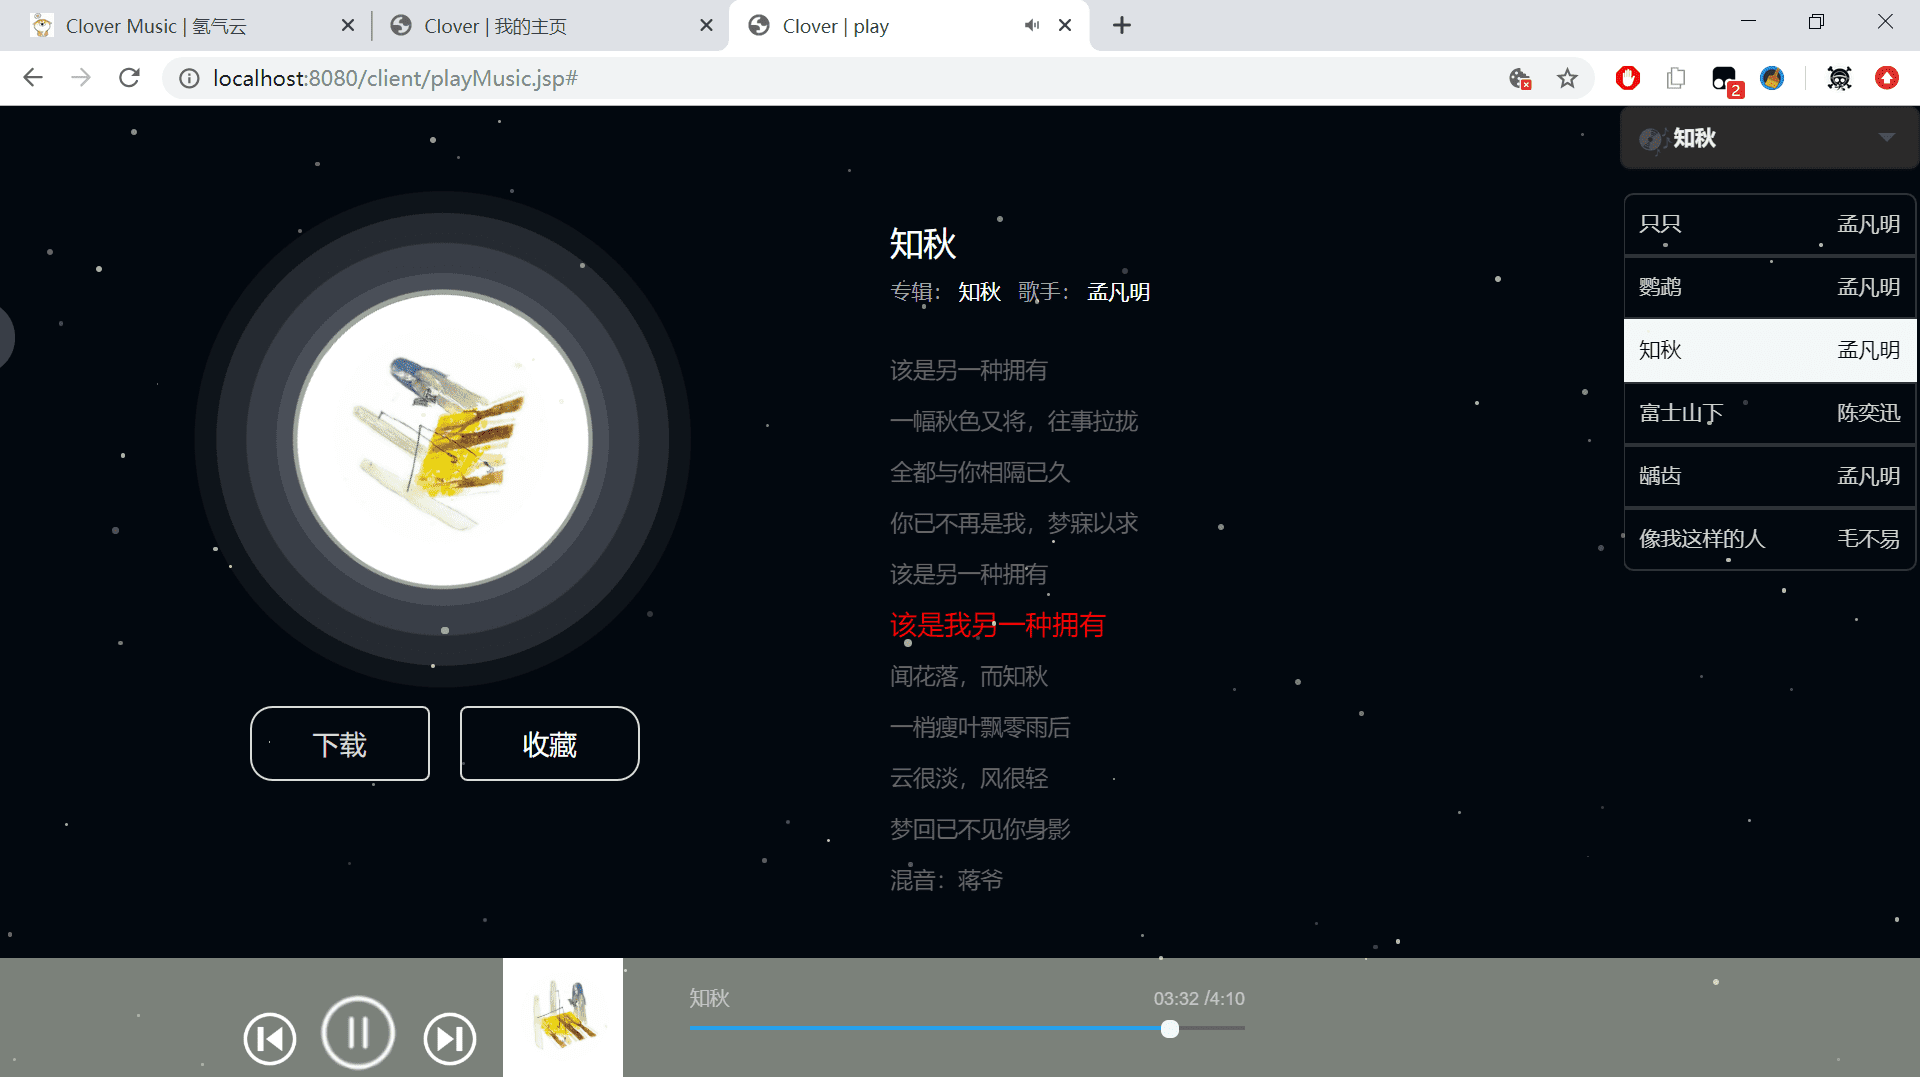 Clover Music | 氢气云
Clover | 我的主页
Clover | play
localhost:8080/client/playMusic.jsp#
2
知秋
只只 孟凡明
鹦鹉 孟凡明
知秋 孟凡明
富士山下 陈奕迅
龋齿 孟凡明
像我这样的人 毛不易
知秋
专辑： 知秋 歌手： 孟凡明
该是另一种拥有
一幅秋色又将，往事拉拢
全都与你相隔已久
你已不再是我，梦寐以求
该是另一种拥有
该是我另一种拥有
闻花落，而知秋
一梢瘦叶飘零雨后
云很淡，风很轻
梦回已不见你身影
混音：蒋爷
下载 收藏
知秋 03:32 /4:10